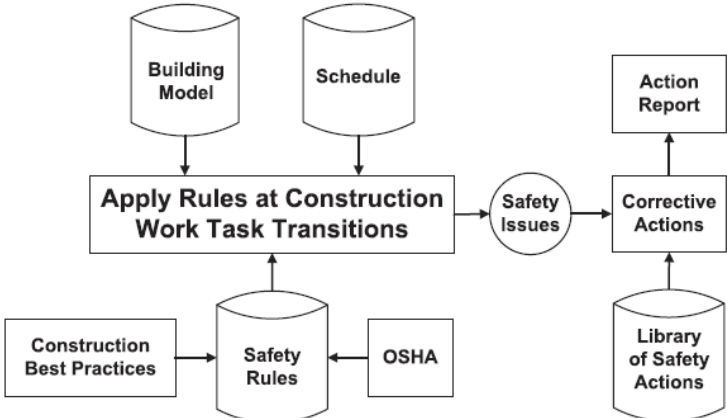 Building
Model
Schedule
Action
Report
Apply Rules at Construction
Work Task Transitions
Safety
Issues
Corrective
Actions
Construction
Best Practices
Safety
Rules
OSHA
Library
of Safety
Actions